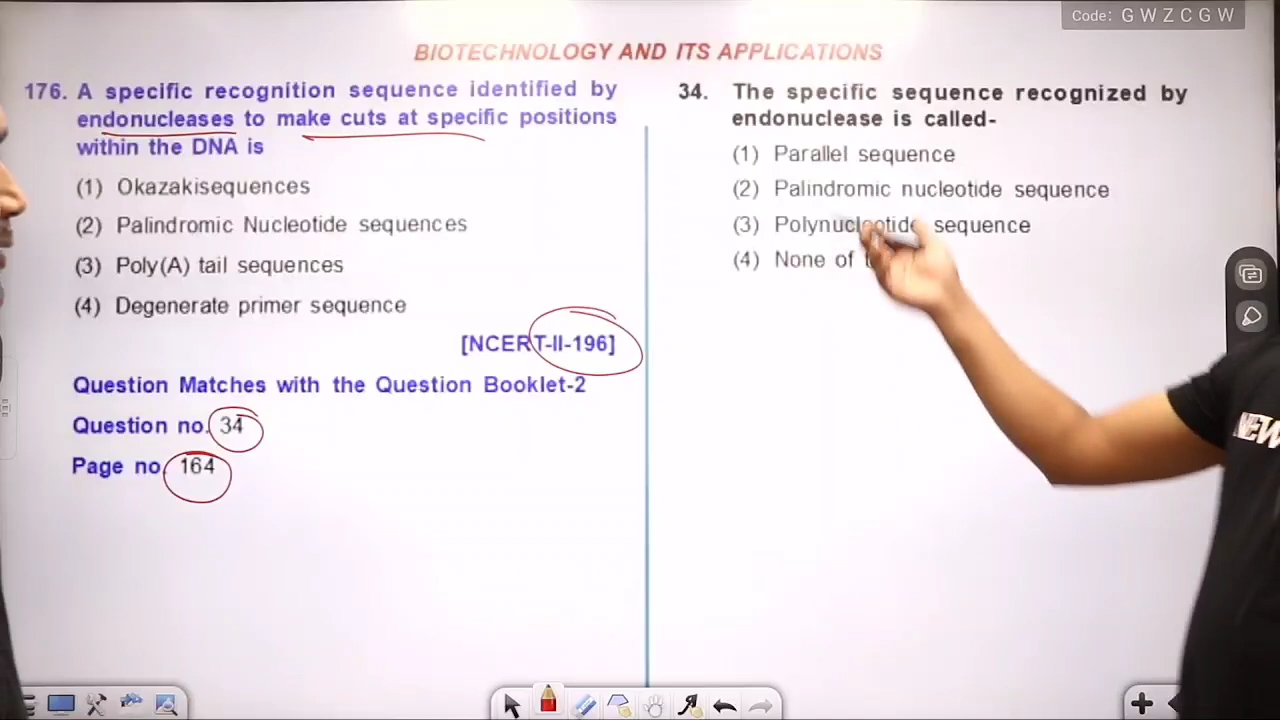 Code: G W Z C G W
BIOTECHNOLOGY AND ITS APPLICATIONS
176. A specific recognition sequence identified by
endonucleases to make cuts at specific positions
within the DNA is
(1) Okazakisequences
(2) Palindromic Nucleotide sequences
(3) Poly(A) tail sequences
(4) Degenerate primer sequence
[NCERT-II-196]
Question Matches with the Question Booklet-2
Question no. 34
Page no. 164
34. The specific sequence recognized by
endonuclease is called-
(1) Parallel sequence
(2) Palindromic nucleotide sequence
(3) Polynucleotide sequence
(4) None of
NEW